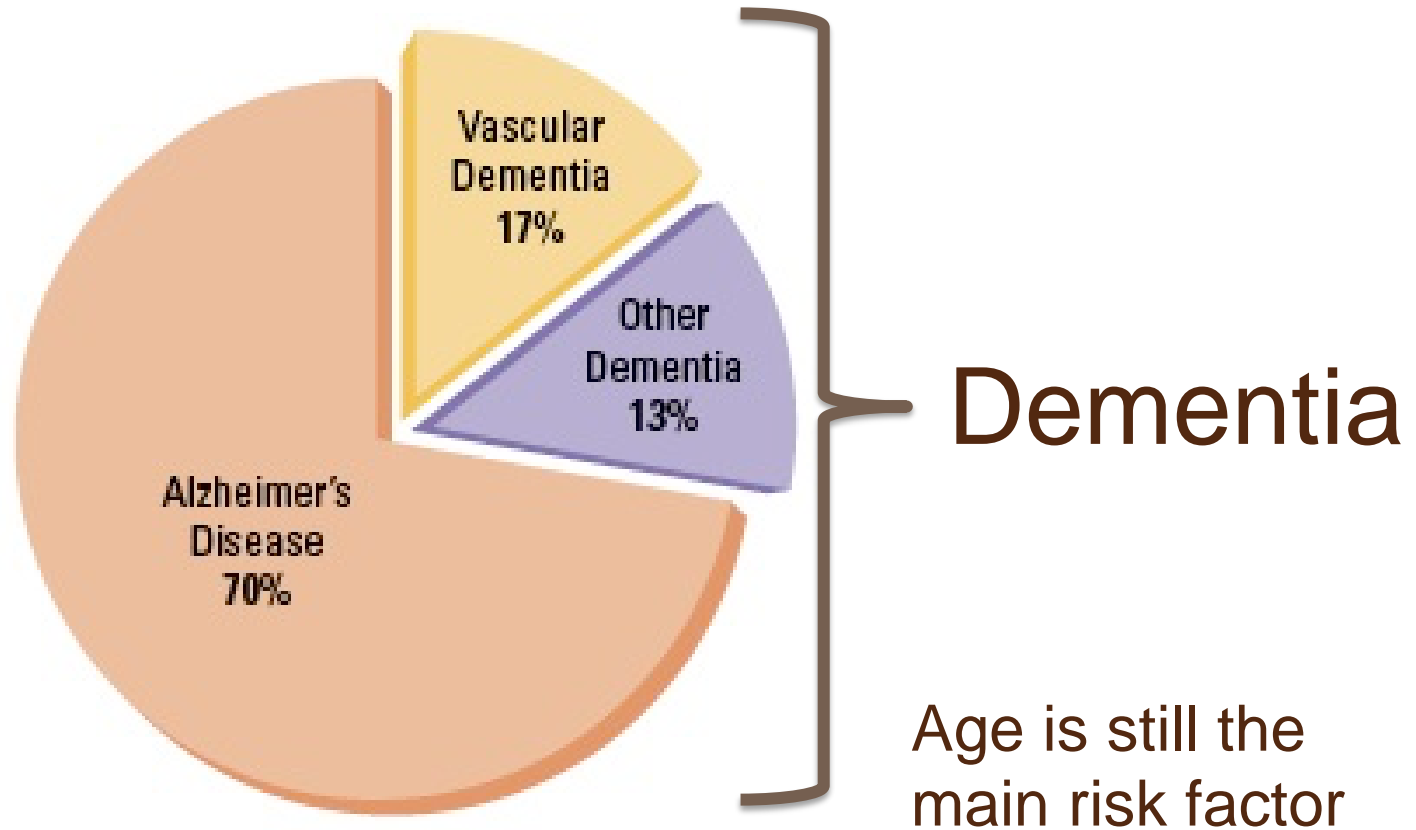 Vascular
Dementia
17%
Other
Dementia
13%
Alzheimer's
Disease
70%
Dementia
Age is still the
main risk factor